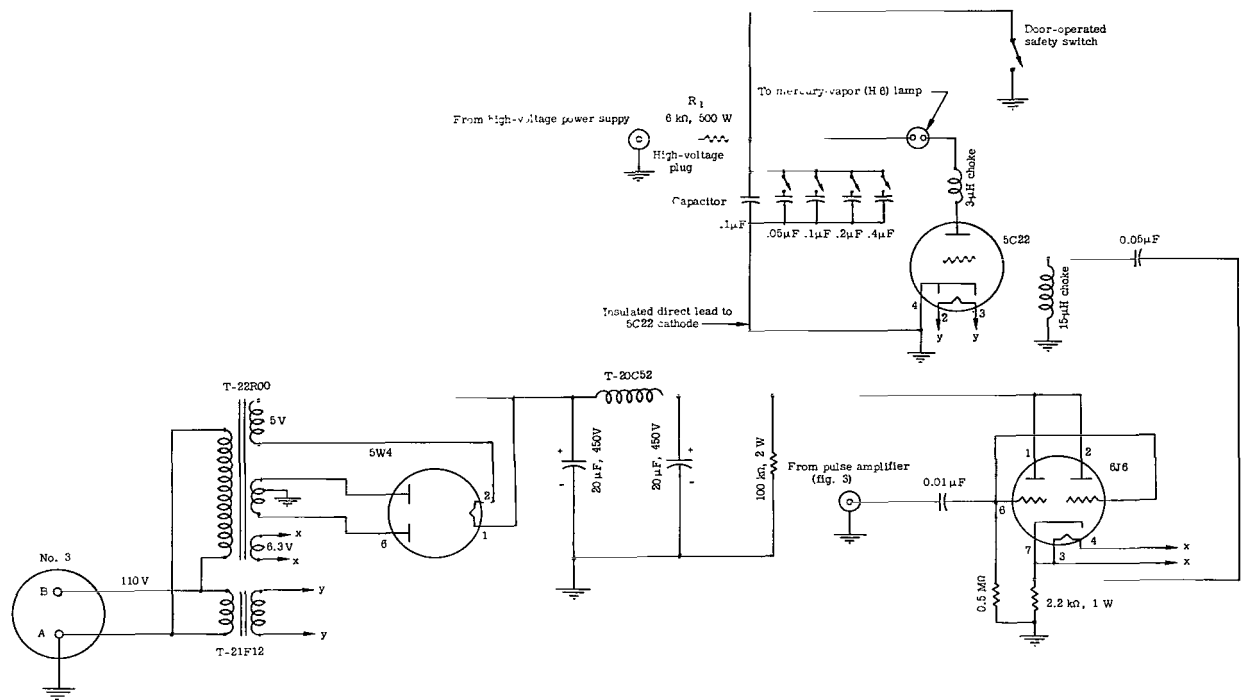 Door-operated
safety switch
To mercury-vapor (H 6) lamp
R1
6 kΩ, 500 W
From high-voltage power suppy
High-voltage
plug
3-μH choke
Capacitor
.1μF
.05μF
.1μF
.2μF
.4μF
5C22
0.05μF
4
2
3
y
y
15-μH choke
Insulated direct lead to
5C22 cathode
T-22R00
5 V
T-20C52
5W4
+
20 μF, 450V
-
20 μF, 450V
+
-
100 kΩ, 2 W
From pulse amplifier
(fig. 3)
0.01μF
1
2
6J6
6
7
3
4
x
x
2
1
6
6.3 V
x
x
No. 3
B
110 V
A
y
y
T-21F12
0.5 MΩ
2.2 kΩ, 1 W